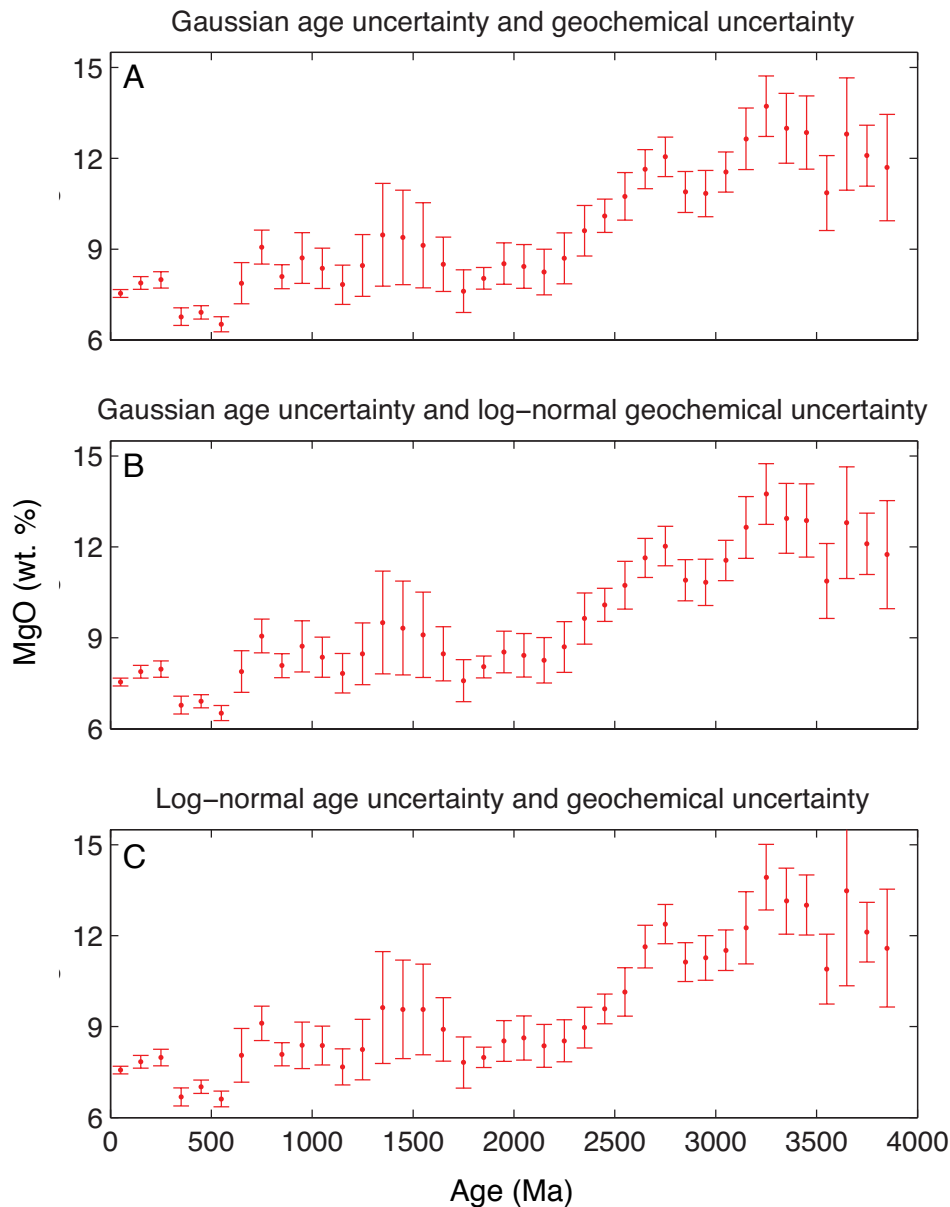 Gaussian age uncertainty and geochemical uncertainty
A
15
12
9
6
Gaussian age uncertainty and log−normal geochemical uncertainty
B
15
12
9
6
MgO (wt. %)
Log−normal age uncertainty and geochemical uncertainty
C
15
12
9
6
0 500 1000 1500 2000 2500 3000 3500 4000
Age (Ma)